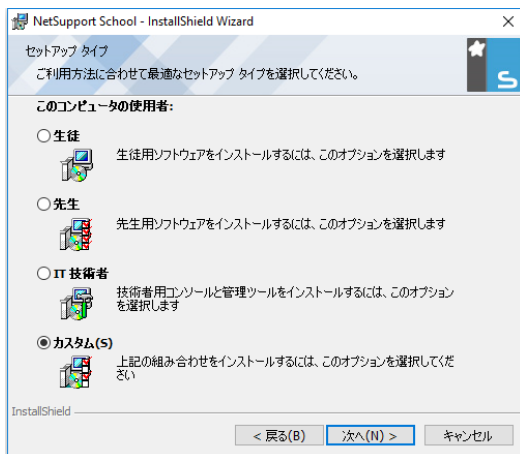 NetSupport School - InstallShield Wizard
セットアップ タイプ
ご利用方法に合わせて最適なセットアップ タイプを選択してください。
S
このコンピュータの使用者:
生徒
生徒用ソフトウェアをインストールするには、このオプションを選択します
先生
先生用ソフトウェアをインストールするには、このオプションを選択します
IT 技術者
技術者用コンソールと管理ツールをインストールするには、このオプション
を選択します
カスタム(S)
上記の組み合わせをインストールするには、このオプションを選択してくだ
さい
InstallShield
< 戻る(B) 次へ(N) > キャンセル